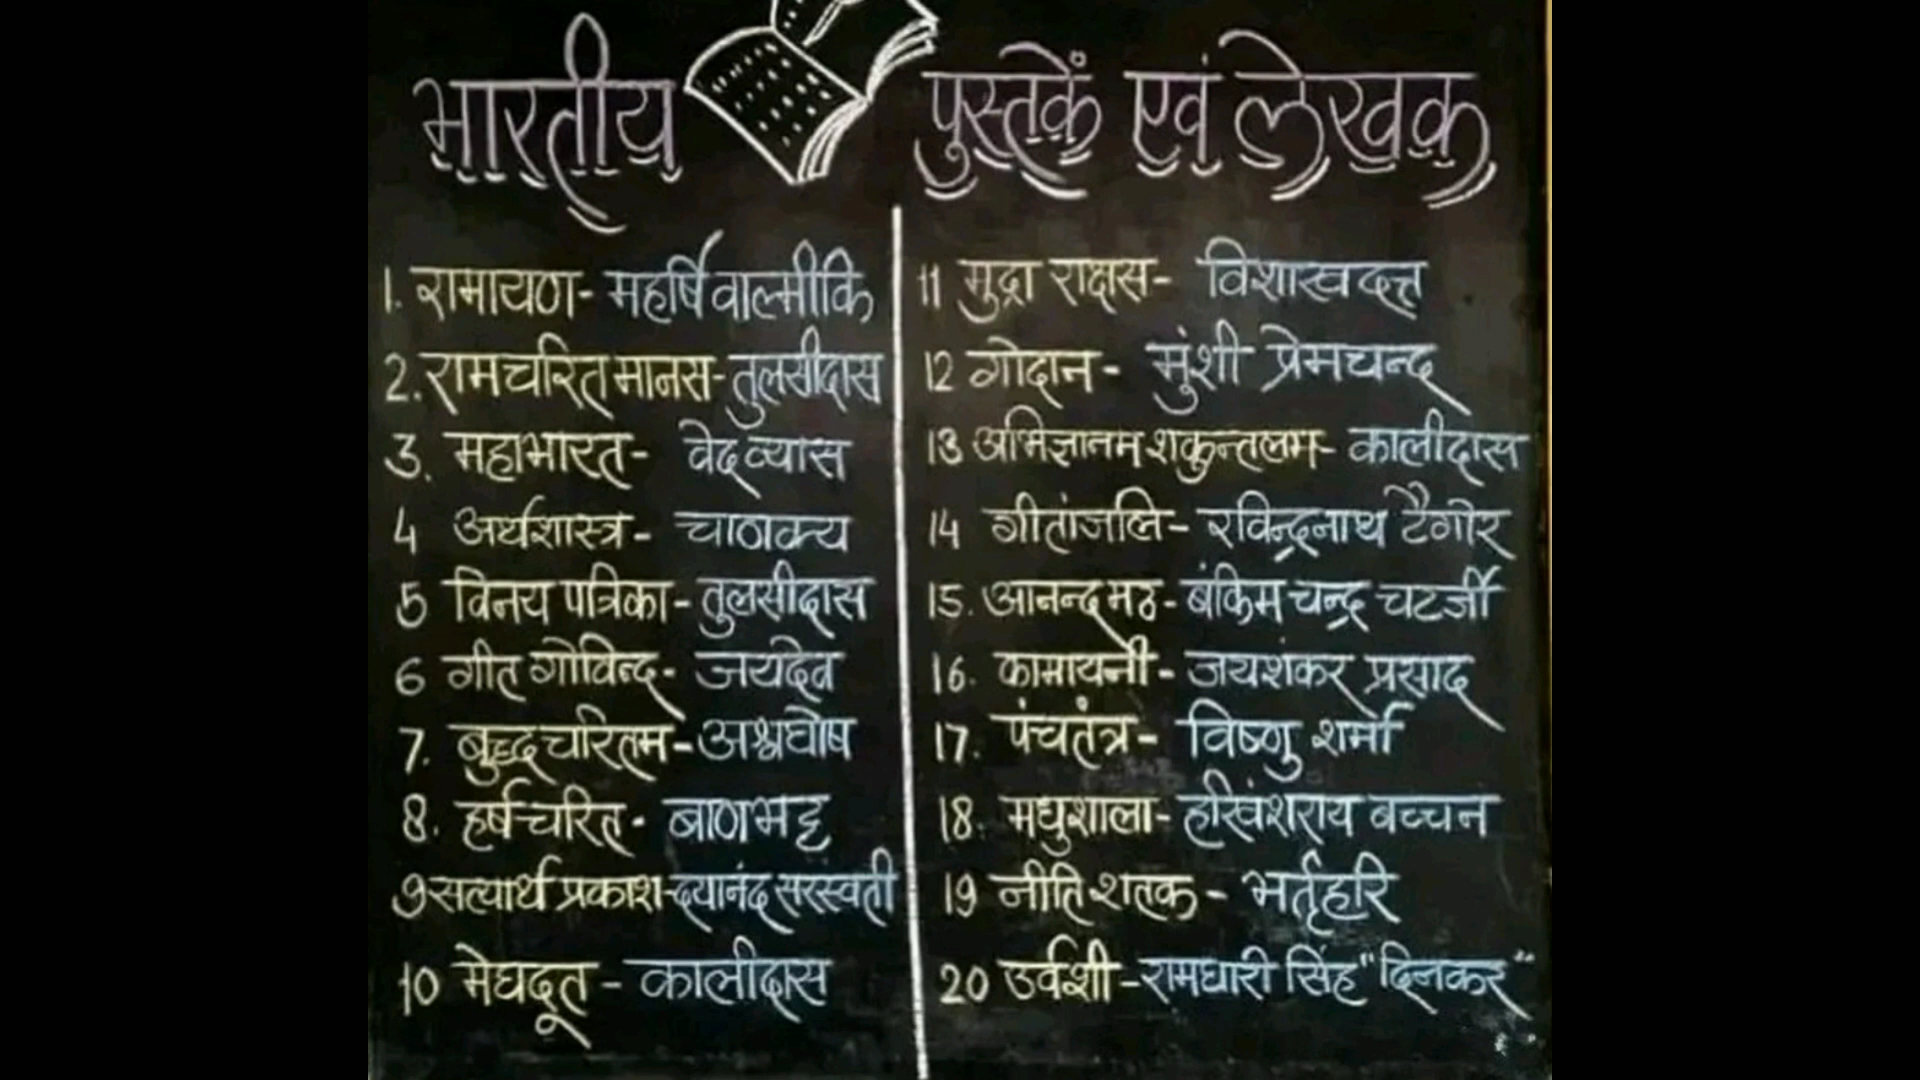 भारतीय पुस्तकें एवं लेखक
1. रामायण- महर्षि वाल्मीकि
2. रामचरित मानस- तुलसीदास
3. महाभारत- वेद व्यास
4 अर्थशास्त्र- चाणक्य
5 विनय पत्रिका- तुलसीदास
6 गीत गोविन्द- जयदेव
7. बुद्धचरितम- अश्वघोष
8. हर्षचरित- बाणभट्ट
9 सत्यार्थ प्रकाश- दयानंद सरस्वती
10 मेघदूत- कालीदास
11 मुद्रा राक्षस- विशाखदत्त
12 गोदान- मुंशी प्रेमचन्द
13 अभिज्ञानम शकुन्तलम- कालीदास
14 गीतांजलि- रविन्द्रनाथ टैगोर
15. आनन्द मठ- बंकिम चन्द्र चटर्जी
16. कामायनी- जयशंकर प्रसाद
17. पंचतंत्र- विष्णु शर्मा
18. मधुशाला- हरिवंशराय बच्चन
19 नीति शतक- भर्तृहरि
20 उर्वशी- रामधारी सिंह "दिनकर"